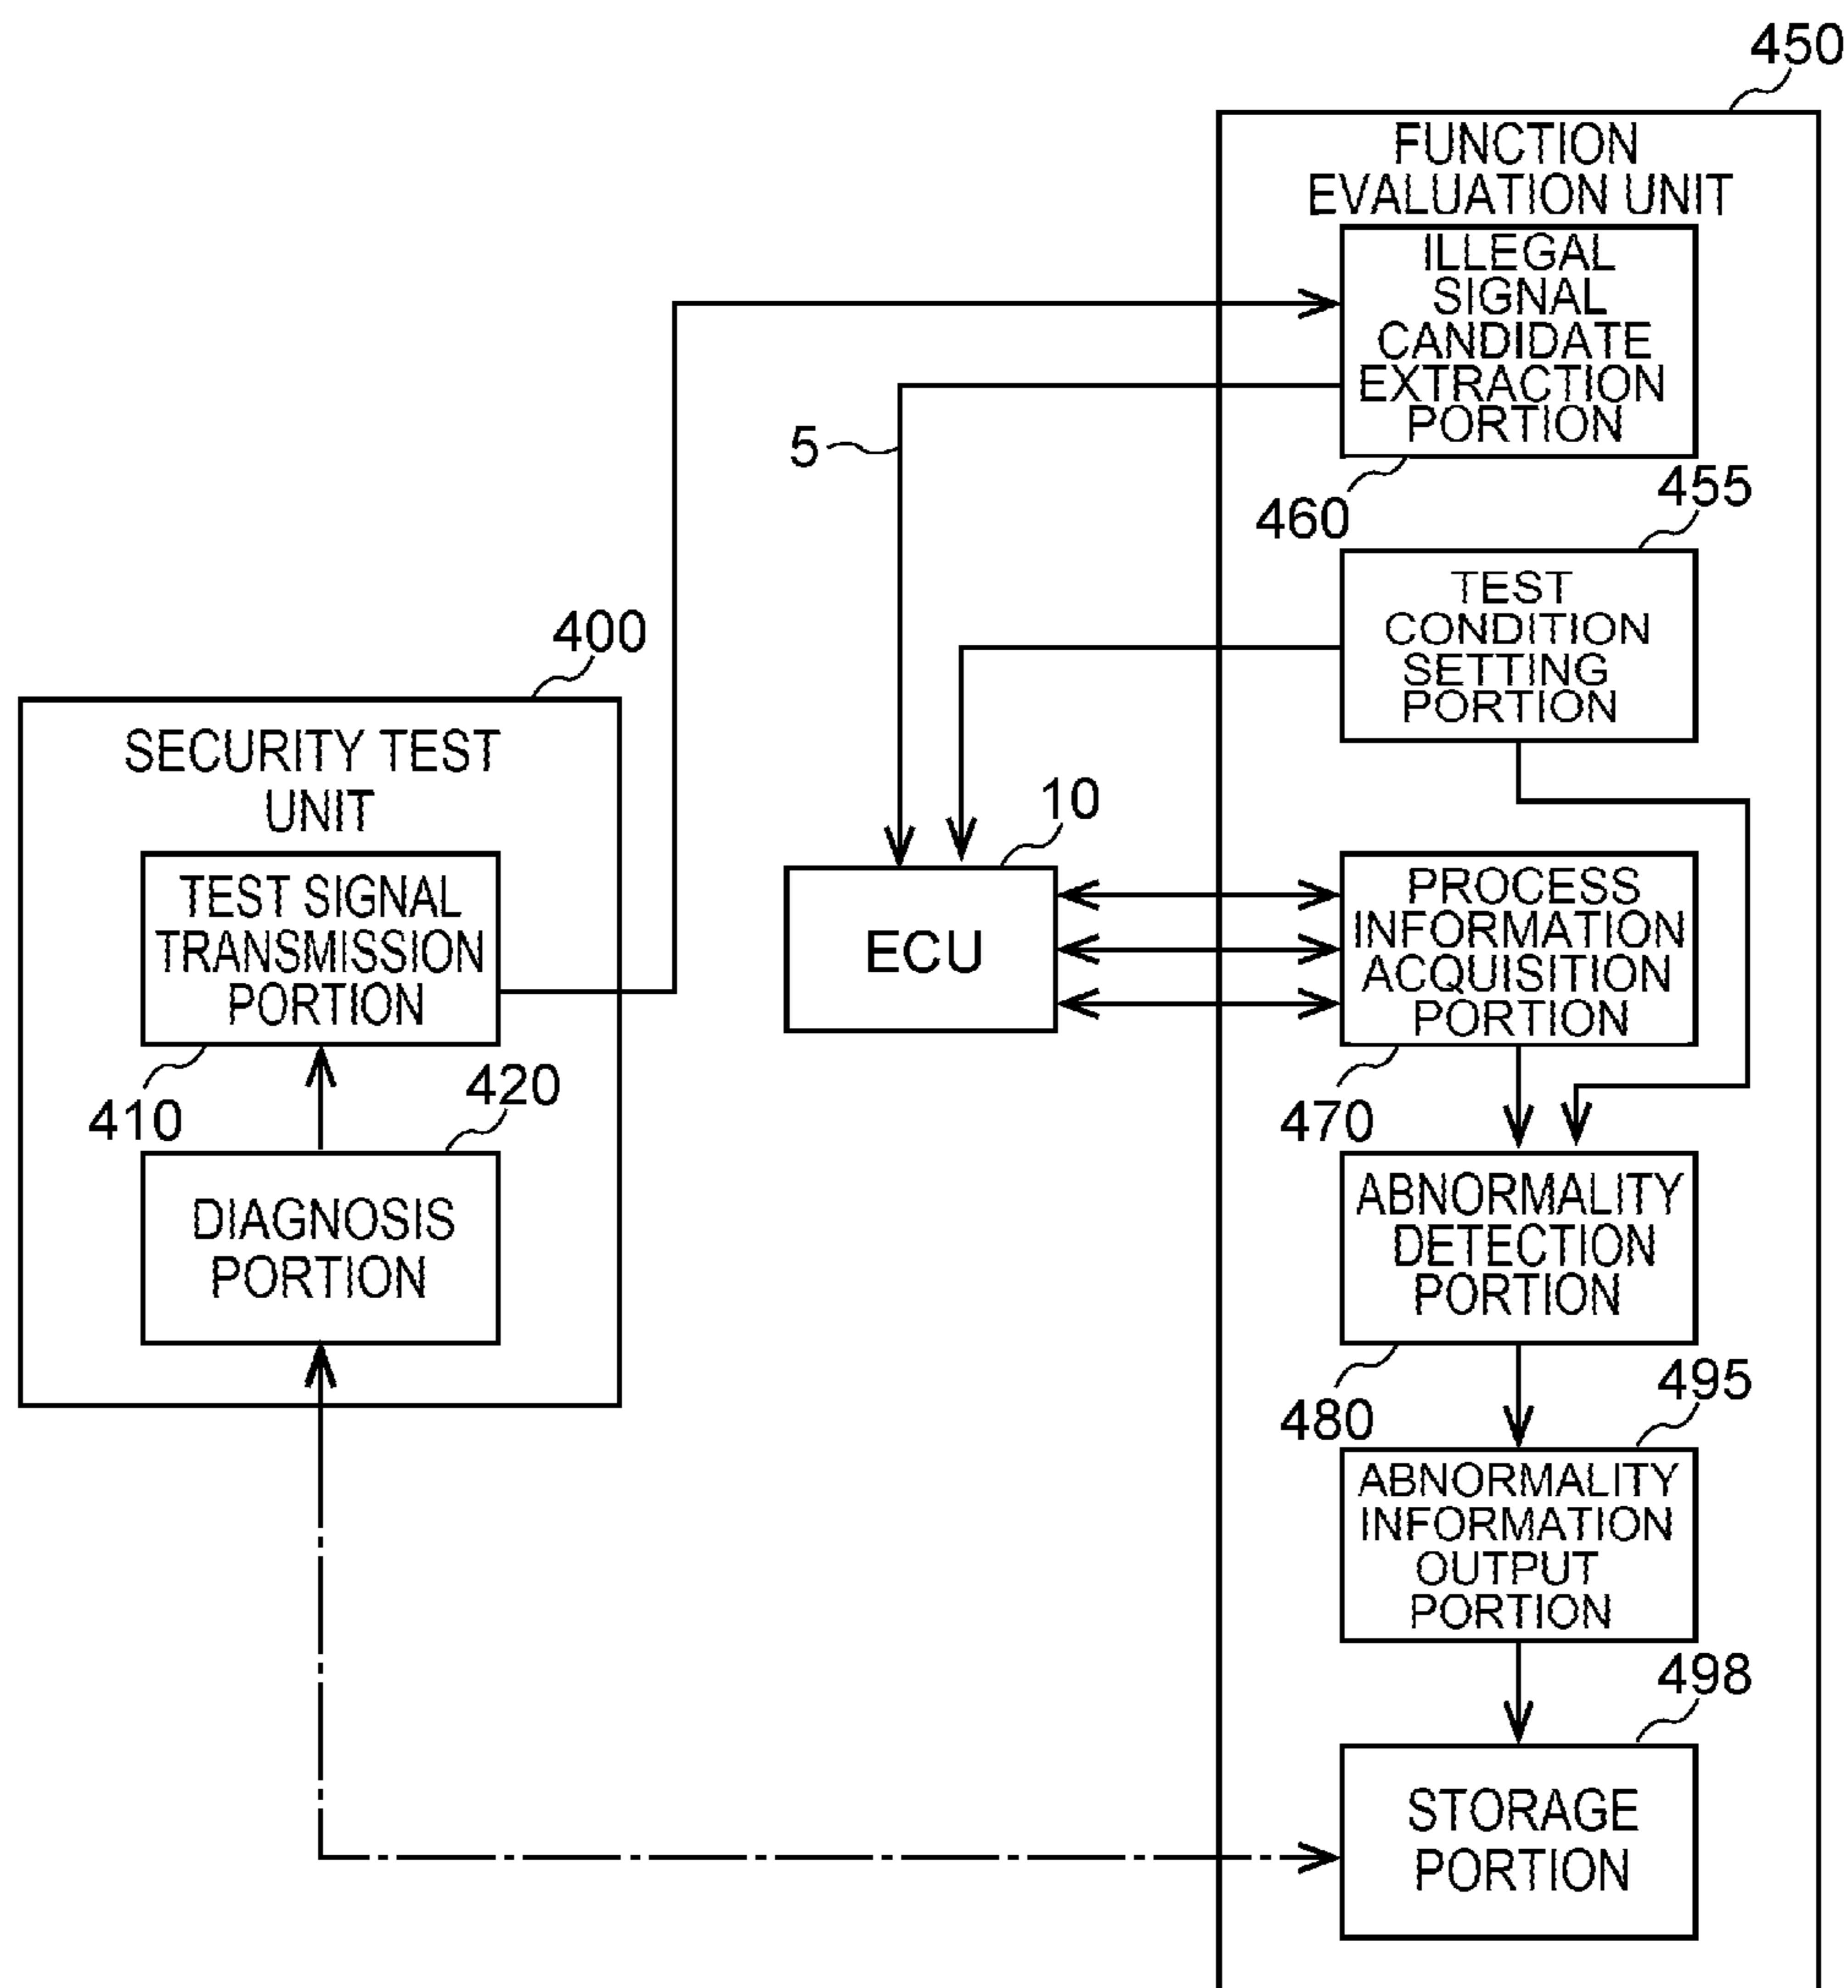 450
FUNCTION
EVALUATION UNIT
ILLEGAL
SIGNAL
CANDIDATE
EXTRACTION
PORTION
5
460
455
TEST
CONDITION
SETTING
PORTION
400
SECURITY TEST
UNIT
10
TEST SIGNAL
TRANSMISSION
PORTION
ECU
PROCESS
INFORMATION
ACQUISITION
PORTION
410
420
470
DIAGNOSIS
PORTION
ABNORMALITY
DETECTION
PORTION
480
495
ABNORMALITY
INFORMATION
OUTPUT
PORTION
498
STORAGE
PORTION